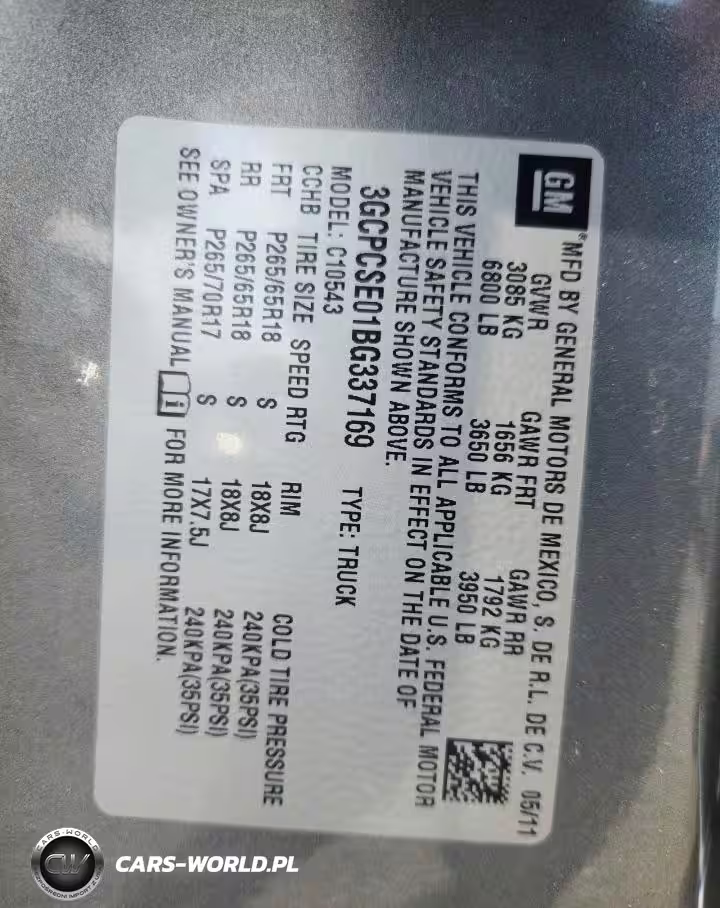 GM
® MFD BY GENERAL MOTORS DE MEXICO, S. DE R.L. DE C.V. 05/11
GVWR GAWR FRT GAWR RR
3085 KG 1656 KG 1792 KG
6800 LB 3650 LB 3950 LB
THIS VEHICLE CONFORMS TO ALL APPLICABLE U.S. FEDERAL MOTOR
VEHICLE SAFETY STANDARDS IN EFFECT ON THE DATE OF
MANUFACTURE SHOWN ABOVE.
3GCPCSE01BG337169 TYPE: TRUCK
MODEL: C10543
CCHB TIRE SIZE SPEED RTG RIM COLD TIRE PRESSURE
FRT P265/65R18 S 18X8J 240KPA(35PSI)
RR P265/65R18 S 18X8J 240KPA(35PSI)
SPA P265/70R17 S 17X7.5J 240KPA(35PSI)
SEE OWNER'S MANUAL i FOR MORE INFORMATION.
CARS-WORLD
CW
CARS-WORLD.PL